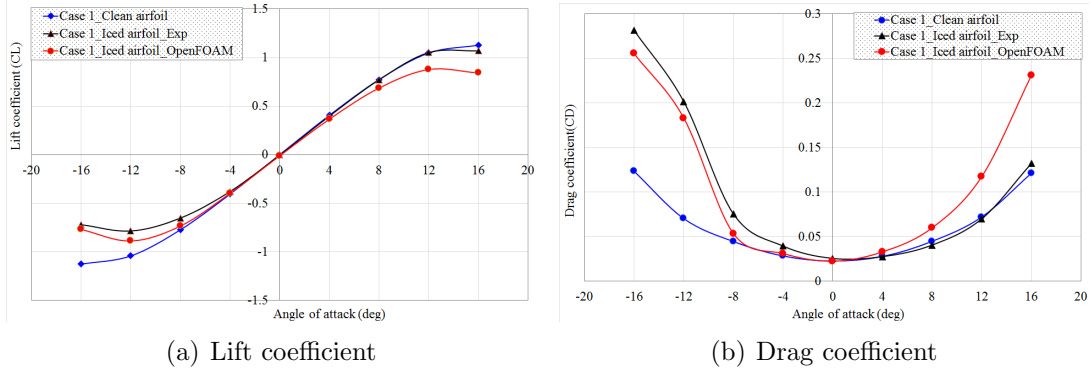 Case 1_Clean airfoil
Case 1_Iced airfoil_Exp
Case 1_Iced airfoil_OpenFOAM
Lift coefficient (CL)
1.5
1
0.5
0
-0.5
-1
-1.5
-20 -16 -12 -8 -4 0 4 8 12 16 20
Angle of attack (deg)
(a) Lift coefficient
Case 1_Clean airfoil
Case 1_Iced airfoil_Exp
Case 1_Iced airfoil_OpenFOAM
Drag coefficient(CD)
0.3
0.25
0.2
0.15
0.1
0.05
0
-20 -16 -12 -8 -4 0 4 8 12 16 20
Angle of attack (deg)
(b) Drag coefficient